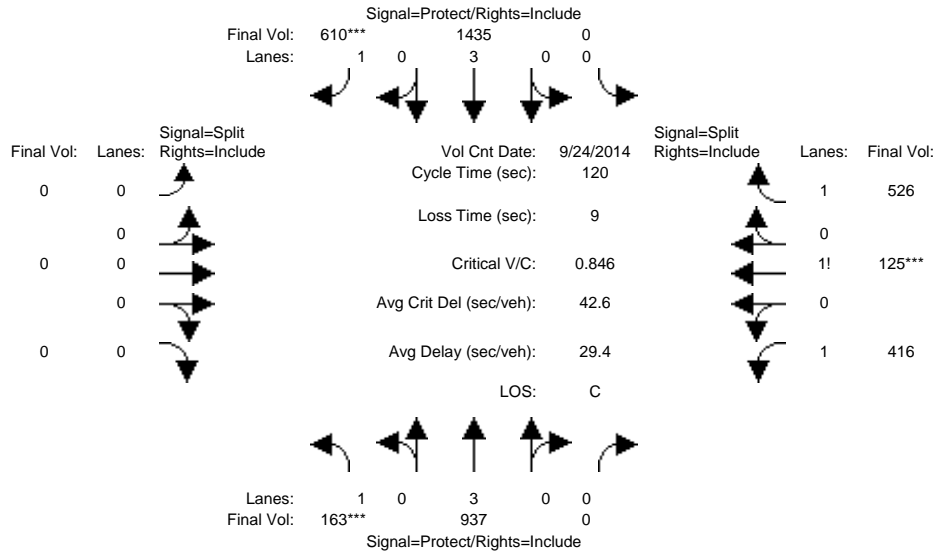 Signal=Protect/Rights=Include
Final Vol: 610*** 1435 0
Lanes: 1 0 3 0 0
Signal=Split
Final Vol: Lanes: Rights=Include
Vol Cnt Date: 9/24/2014
Signal=Split
Rights=Include Lanes: Final Vol:
Cycle Time (sec): 120
0 0 1 526
Loss Time (sec): 9
0 0
0 0 Critical V/C: 0.846 1! 125***
0 Avg Crit Del (sec/veh): 42.6 0
0 0 Avg Delay (sec/veh): 29.4 1 416
LOS: C
Lanes: 1 0 3 0 0
Final Vol: 163*** 937 0
Signal=Protect/Rights=Include